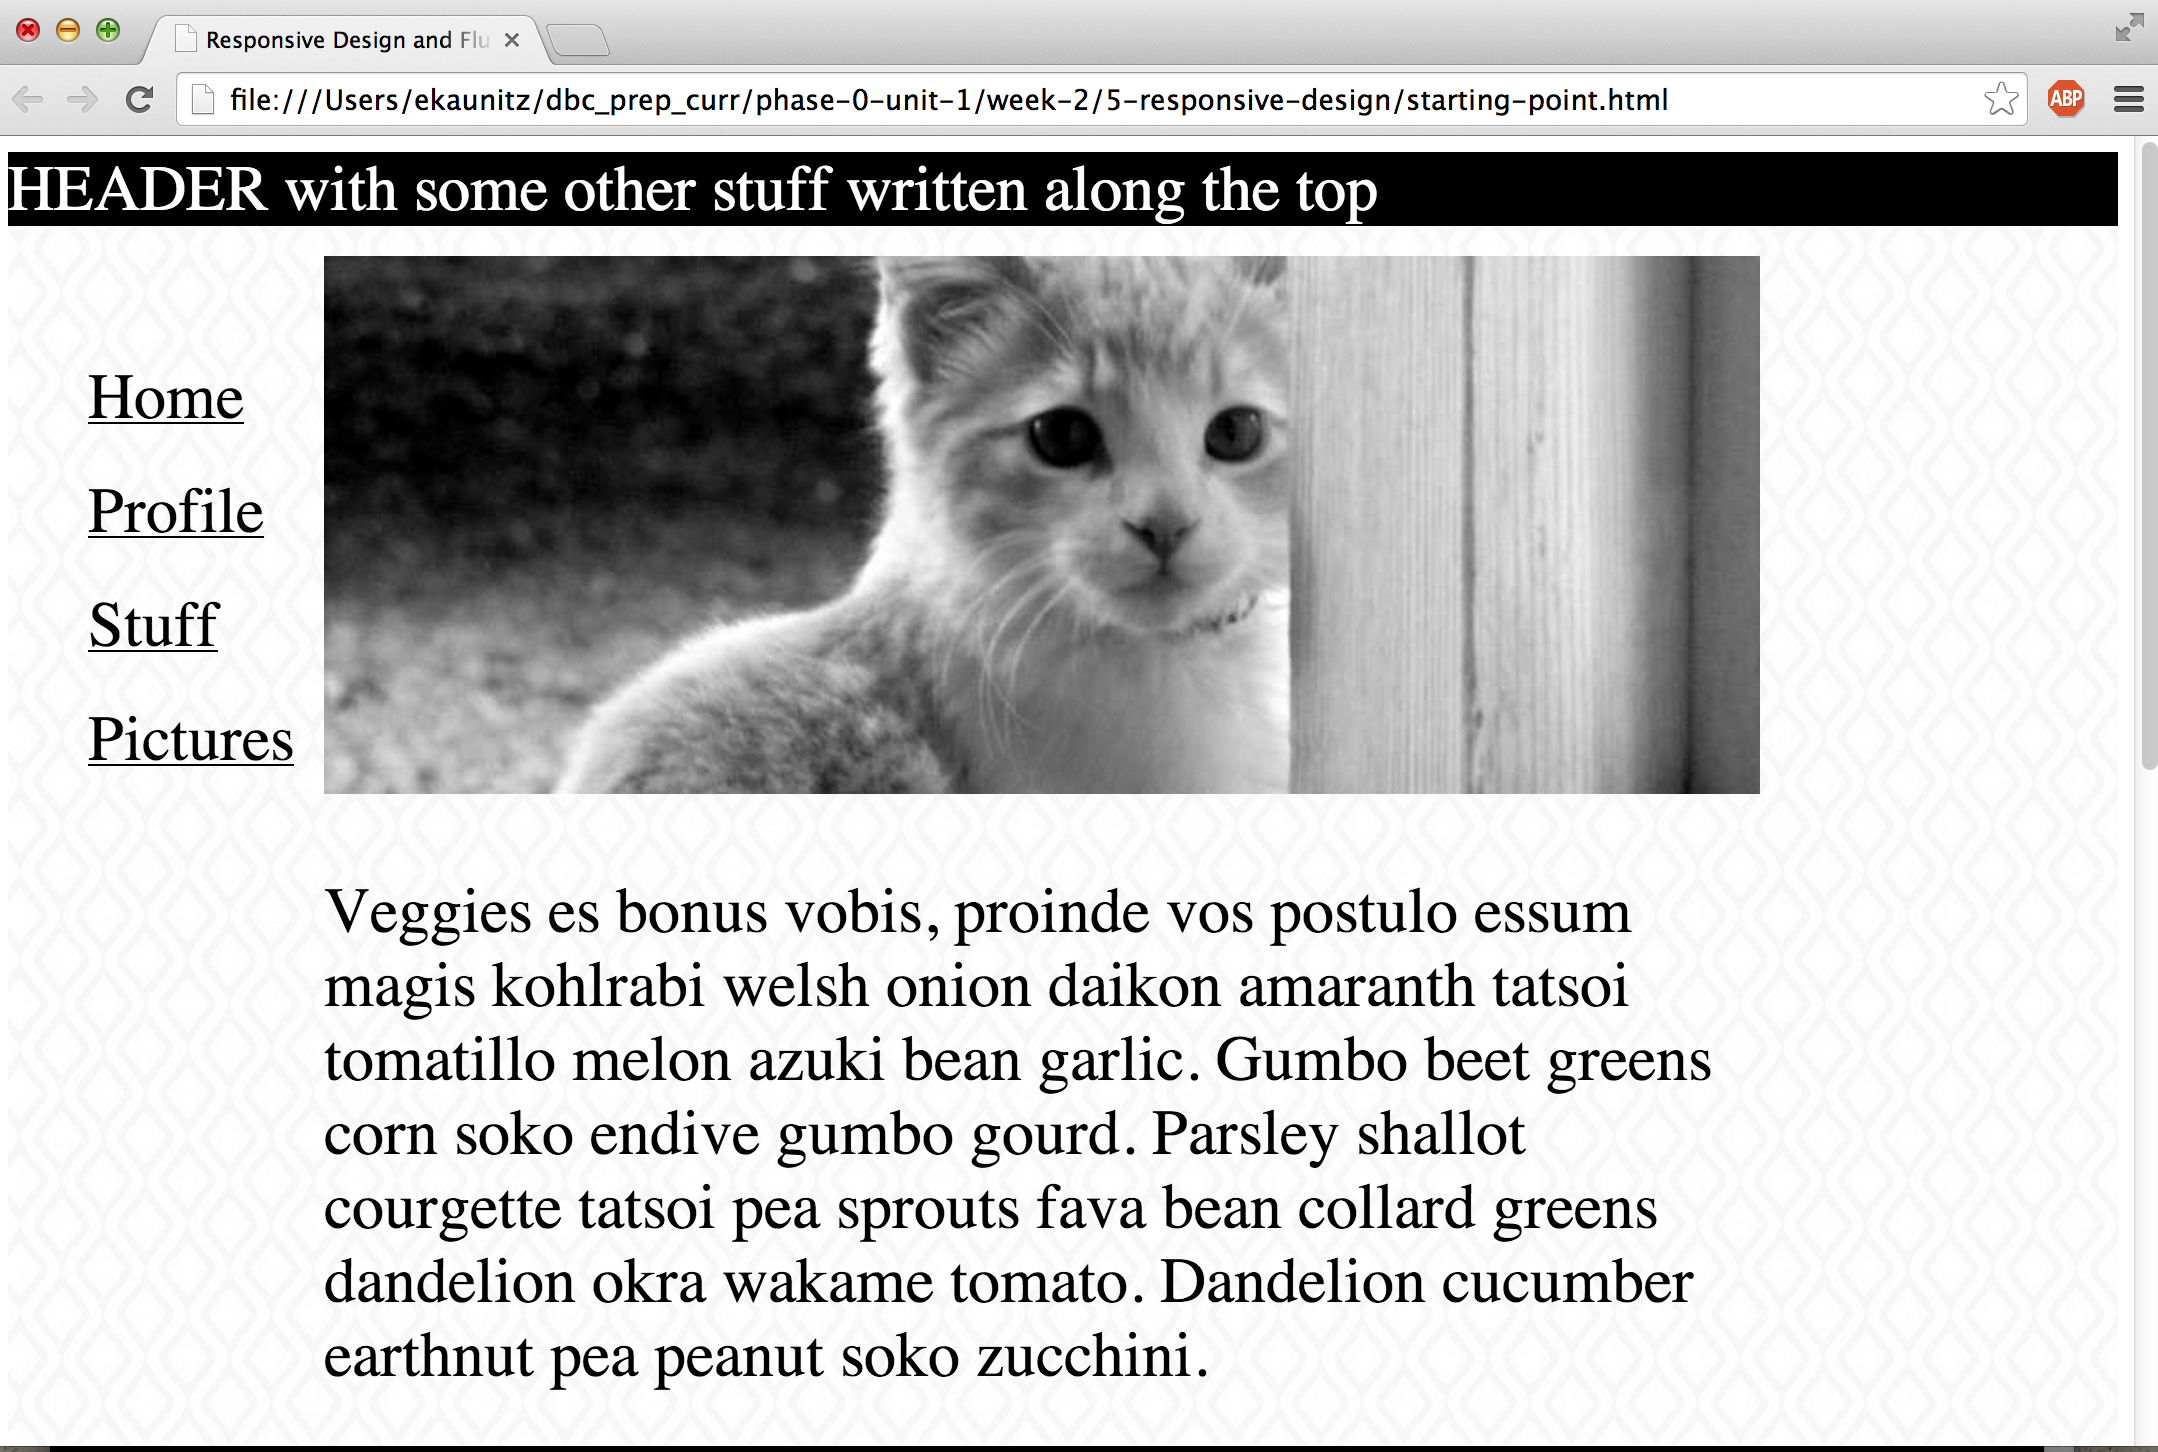 Responsive Design and Flu
file:///Users/ekaunitz/dbc_prep_curr/phase-0-unit-1/week-2/5-responsive-design/starting-point.html
ABP
HEADER with some other stuff written along the top
Home
Profile
Stuff
Pictures
Veggies es bonus vobis, proinde vos postulo essum
magis kohlrabi welsh onion daikon amaranth tatsoi
tomatillo melon azuki bean garlic. Gumbo beet greens
corn soko endive gumbo gourd. Parsley shallot
courgette tatsoi pea sprouts fava bean collard greens
dandelion okra wakame tomato. Dandelion cucumber
earthnut pea peanut soko zucchini.